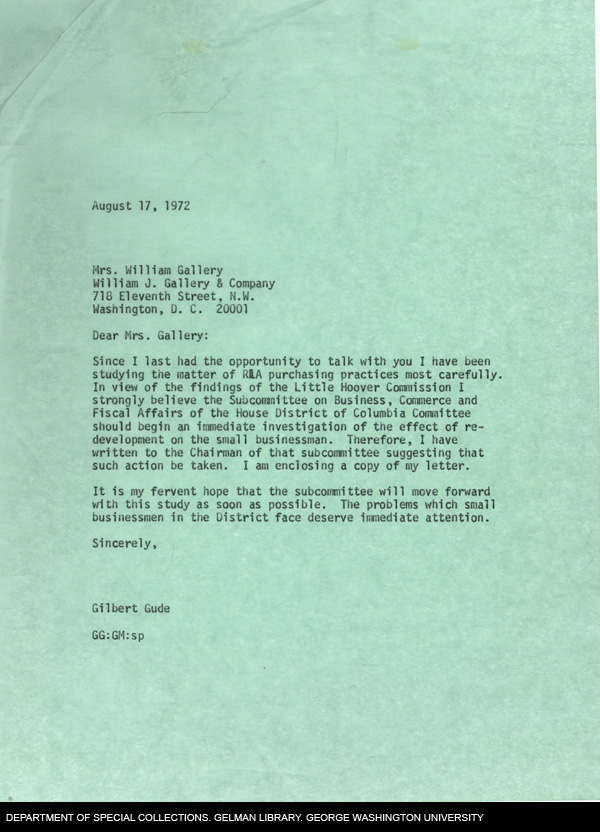 August 17, 1972
Mrs. William Gallery
William J. Gallery & Company
718 Eleventh Street, N.W.
Washington, D. C.  20001
Dear Mrs. Gallery:
Since I last had the opportunity to talk with you I have been
studying the matter of RLA purchasing practices most carefully.
In view of the findings of the Little Hoover Commission I
strongly believe the Subcommittee on Business, Commerce and
Fiscal Affairs of the House District of Columbia Committee
should begin an immediate investigation of the effect of re-
development on the small businessman.  Therefore, I have
written to the Chairman of that subcommittee suggesting that
such action be taken.  I am enclosing a copy of my letter.
It is my fervent hope that the subcommittee will move forward
with this study as soon as possible.  The problems which small
businessmen in the District face deserve immediate attention.
Sincerely,
Gilbert Gude
GG:GM:sp
DEPARTMENT OF SPECIAL COLLECTIONS. GELMAN LIBRARY. GEORGE WASHINGTON UNIVERSITY